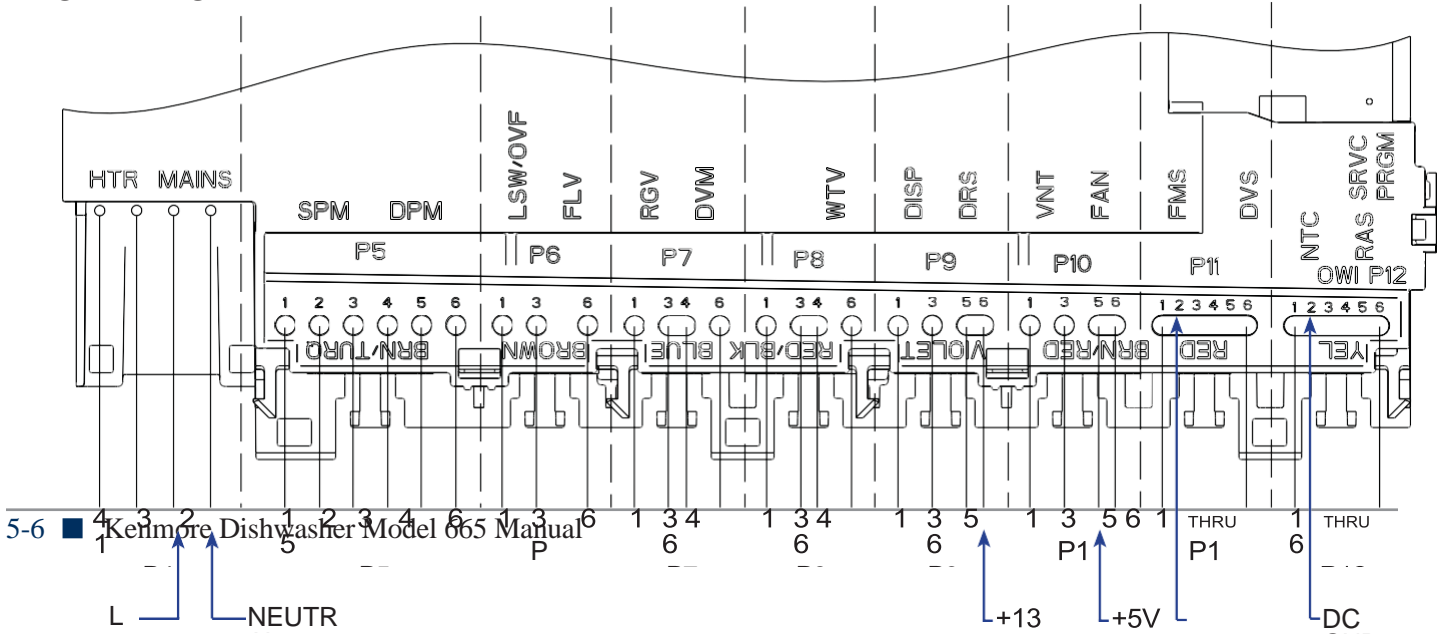 HTR MAINS
SPM DPM
LSW/OVF
FLV
RGV
DVM
WTV
DISP
DRS
VNT
FAN
FMS
DVS
NTC
RAS
SRVC
PRGM
OWI P12
P5 P6 P7 P8 P9 P10 P11
1 2 3 4 5 6 1 3 6 1 3 4 6 1 3 4 6 1 3 5 6 1 3 5 6 1 2 3 4 5 6 1 2 3 4 5 6
BRN/TURQ BROWN BLUE RED/BLK VIOLET BRN/RED RED YEL
4 3 2 1 2 3 4 6 1 3 6 1 3 4 1 3 4 1 3 5 1 3 5 6 1 THRU 1 THRU
5-6 ■ Kenmore Dishwasher Model 665 Manual
1 5 P 6 6 6 P1 P1 6
L NEUTR +13 +5V DC